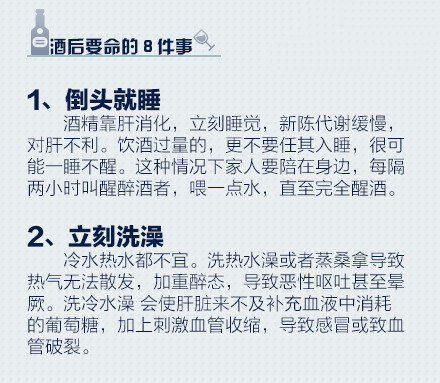 酒后要命的8件事
1、倒头就睡
酒精靠肝消化，立刻睡觉，新陈代谢缓慢，
对肝不利。饮酒过量的，更不要任其入睡，很可
能一睡不醒。这种情况下家人要陪在身边，每隔
两小时叫醒醉酒者，喂一点水，直至完全醒酒。
2、立刻洗澡
冷水热水都不宜。洗热水澡或者蒸桑拿导致
热气无法散发，加重醉态，导致恶性呕吐甚至晕
厥。洗冷水澡 会使肝脏来不及补充血液中消耗
的葡萄糖，加上刺激血管收缩，导致感冒或致血
管破裂。